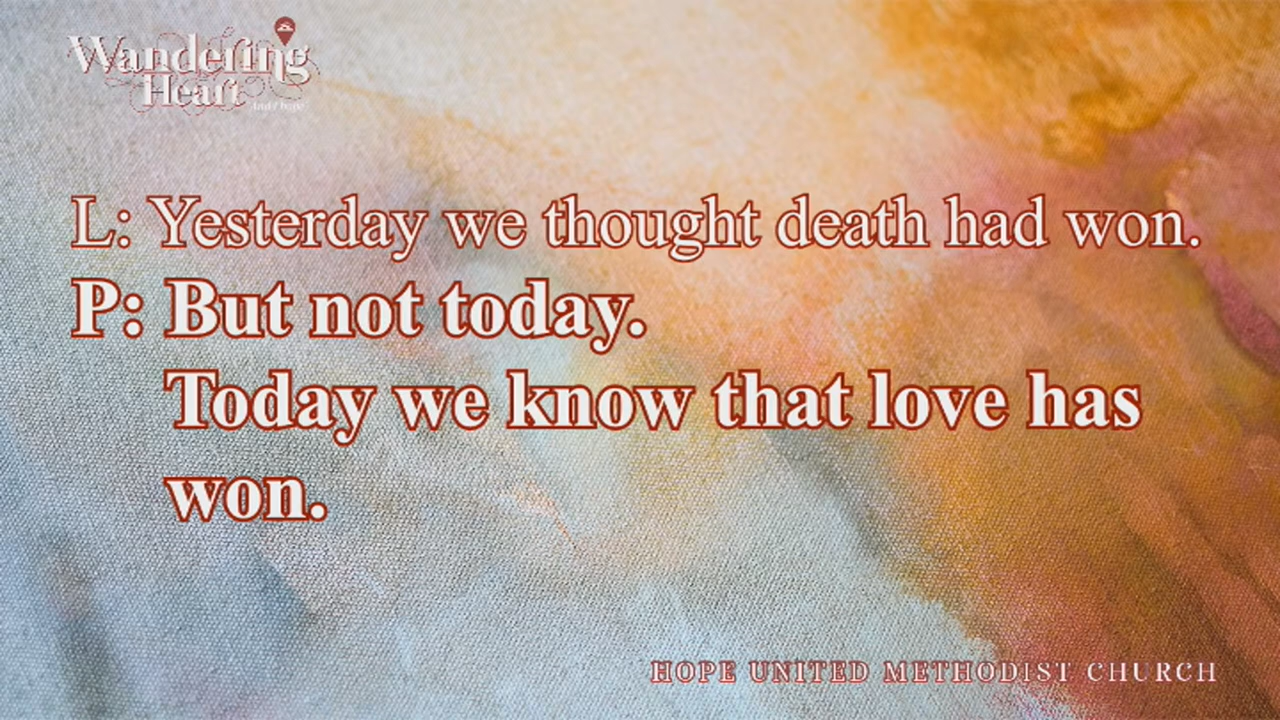 Wandering
Heart
L: Yesterday we thought death had won.
P: But not today.
Today we know that love has
won.
HOPE UNITED METHODIST CHURCH